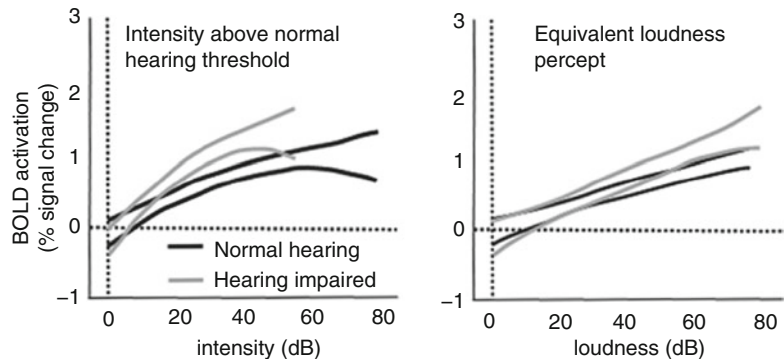 3
2
1
0
−1
BOLD activation
(% signal change)
Intensity above normal
hearing threshold
Normal hearing
Hearing impaired
0 20 40 60 80
intensity (dB)
3
2
1
0
−1
Equivalent loudness
percept
0 20 40 60 80
loudness (dB)